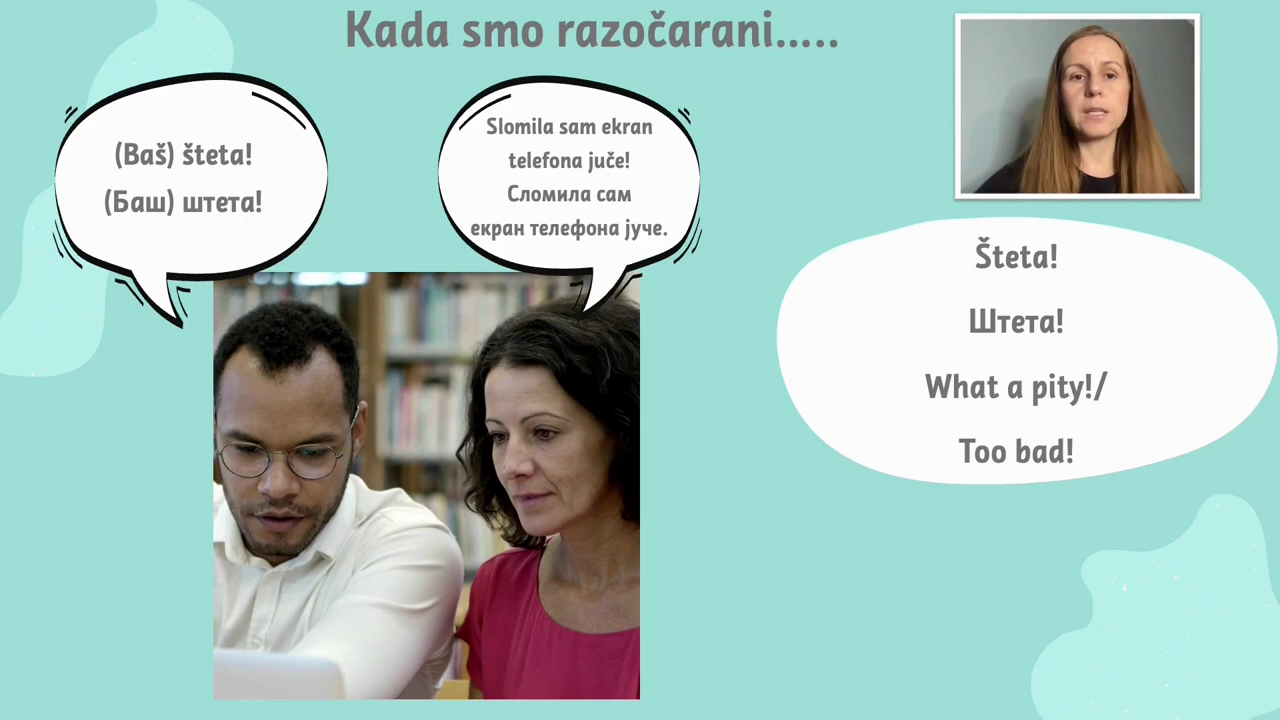 Kada smo razočarani.....
(Baš) šteta!
(Баш) штета!
Slomila sam ekran
telefona juče!
Сломила сам
екран телефона јуче.
Šteta!
Штета!
What a pity!/
Too bad!